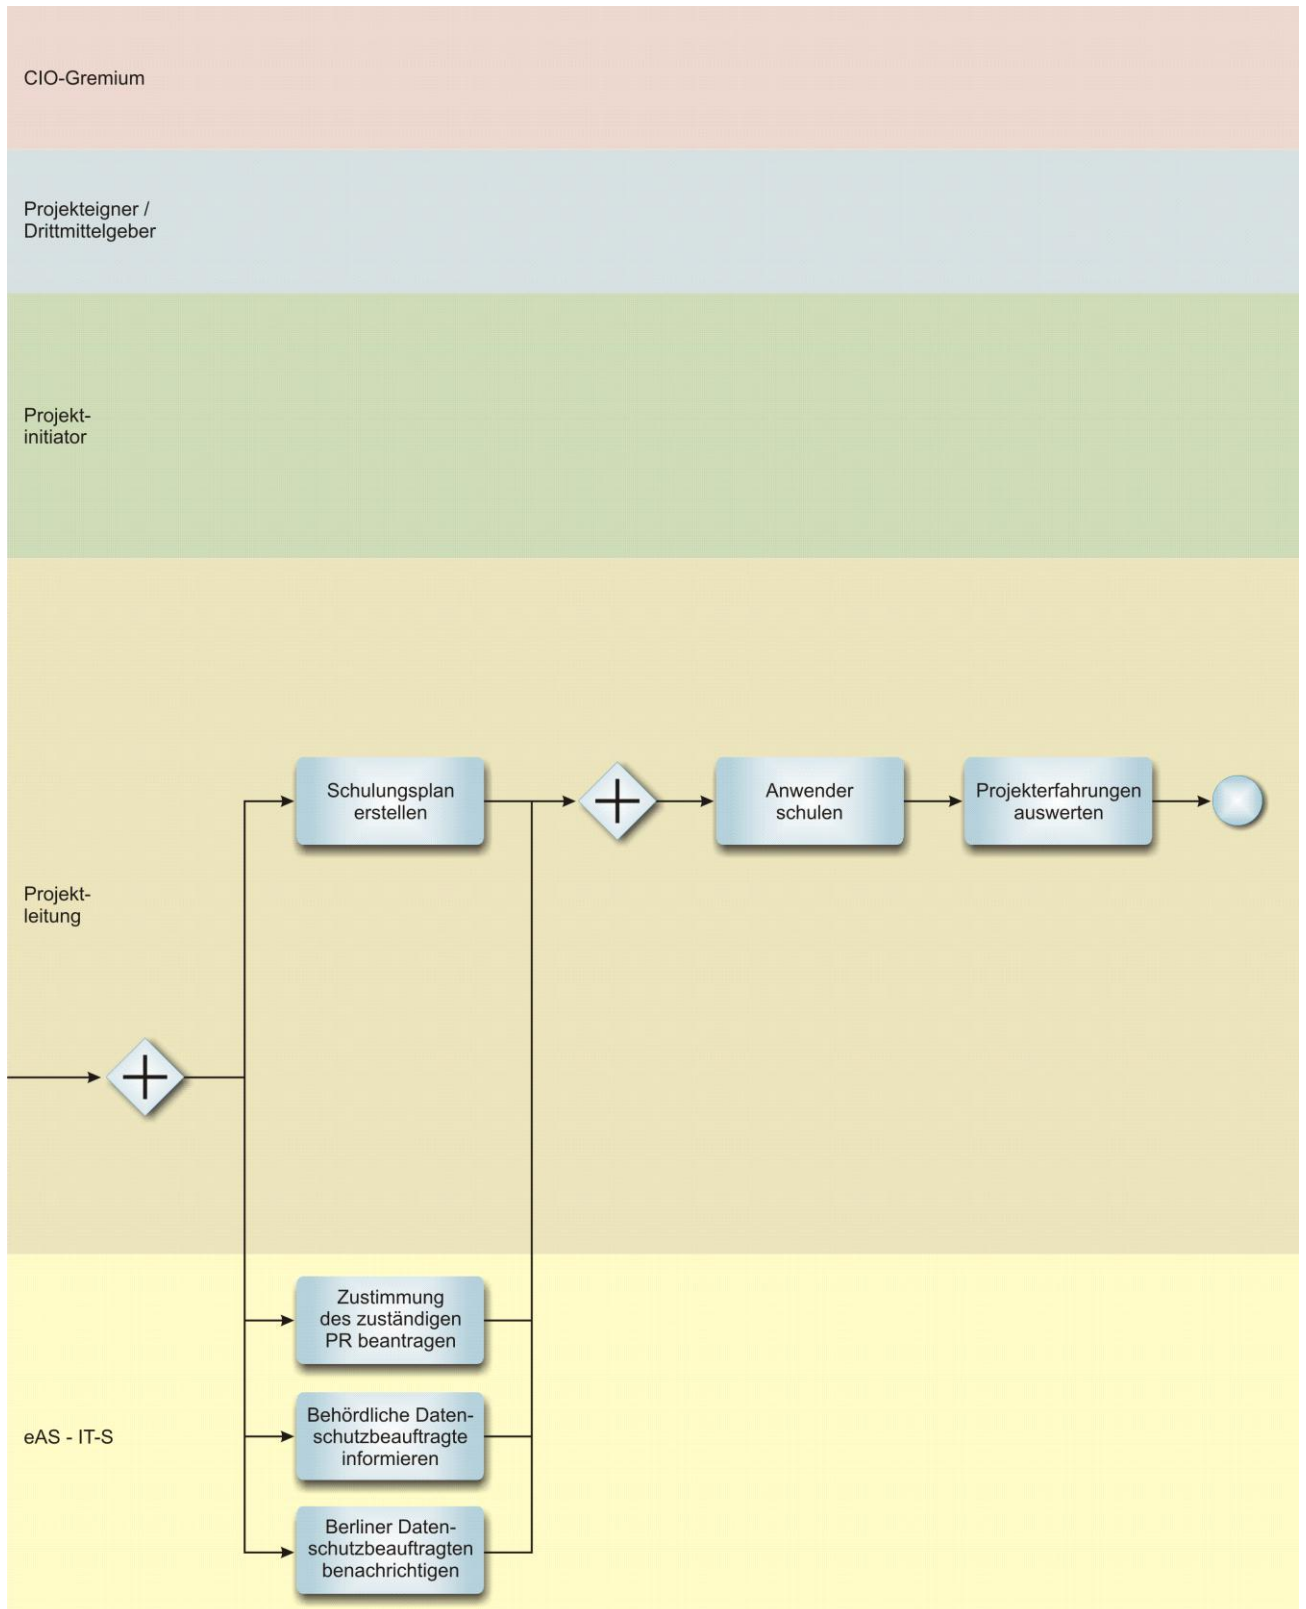 CIO-Gremium
Projekteigner /
Drittmittelgeber
Projekt-
initiator
Projekt-
leitung
Schulungsplan
erstellen
Anwender
schulen
Projekterfahrungen
auswerten
eAS - IT-S
Zustimmung
des zuständigen
PR beantragen
Behördliche Daten-
schutzbeauftragte
informieren
Berliner Daten-
schutzbeauftragten
benachrichtigen